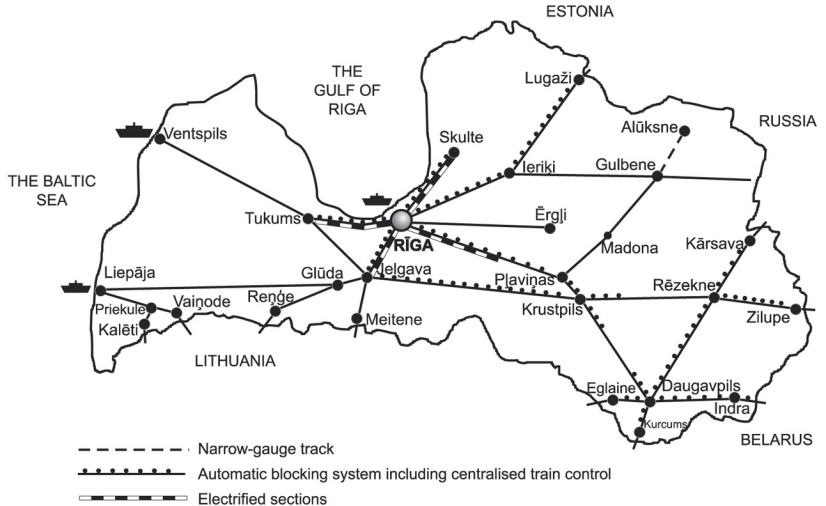 ESTONIA
THE
GULF OF
RIGA
Lugaži
RUSSIA
Alūksne
Ventspils
Skulte
Ieriķi
Gulbene
THE BALTIC
SEA
Tukums
RĪGA
Ērgļi
Madona
Kārsava
Liepāja
Glūda
Jelgava
Pļaviņas
Rēzekne
Priekule
Vaiņode
Reņģe
Krustpils
Zilupe
Kalēti
Meitene
LITHUANIA
Eglaine
Daugavpils
Indra
Kurcums
BELARUS
Narrow-gauge track
Automatic blocking system including centralised train control
Electrified sections